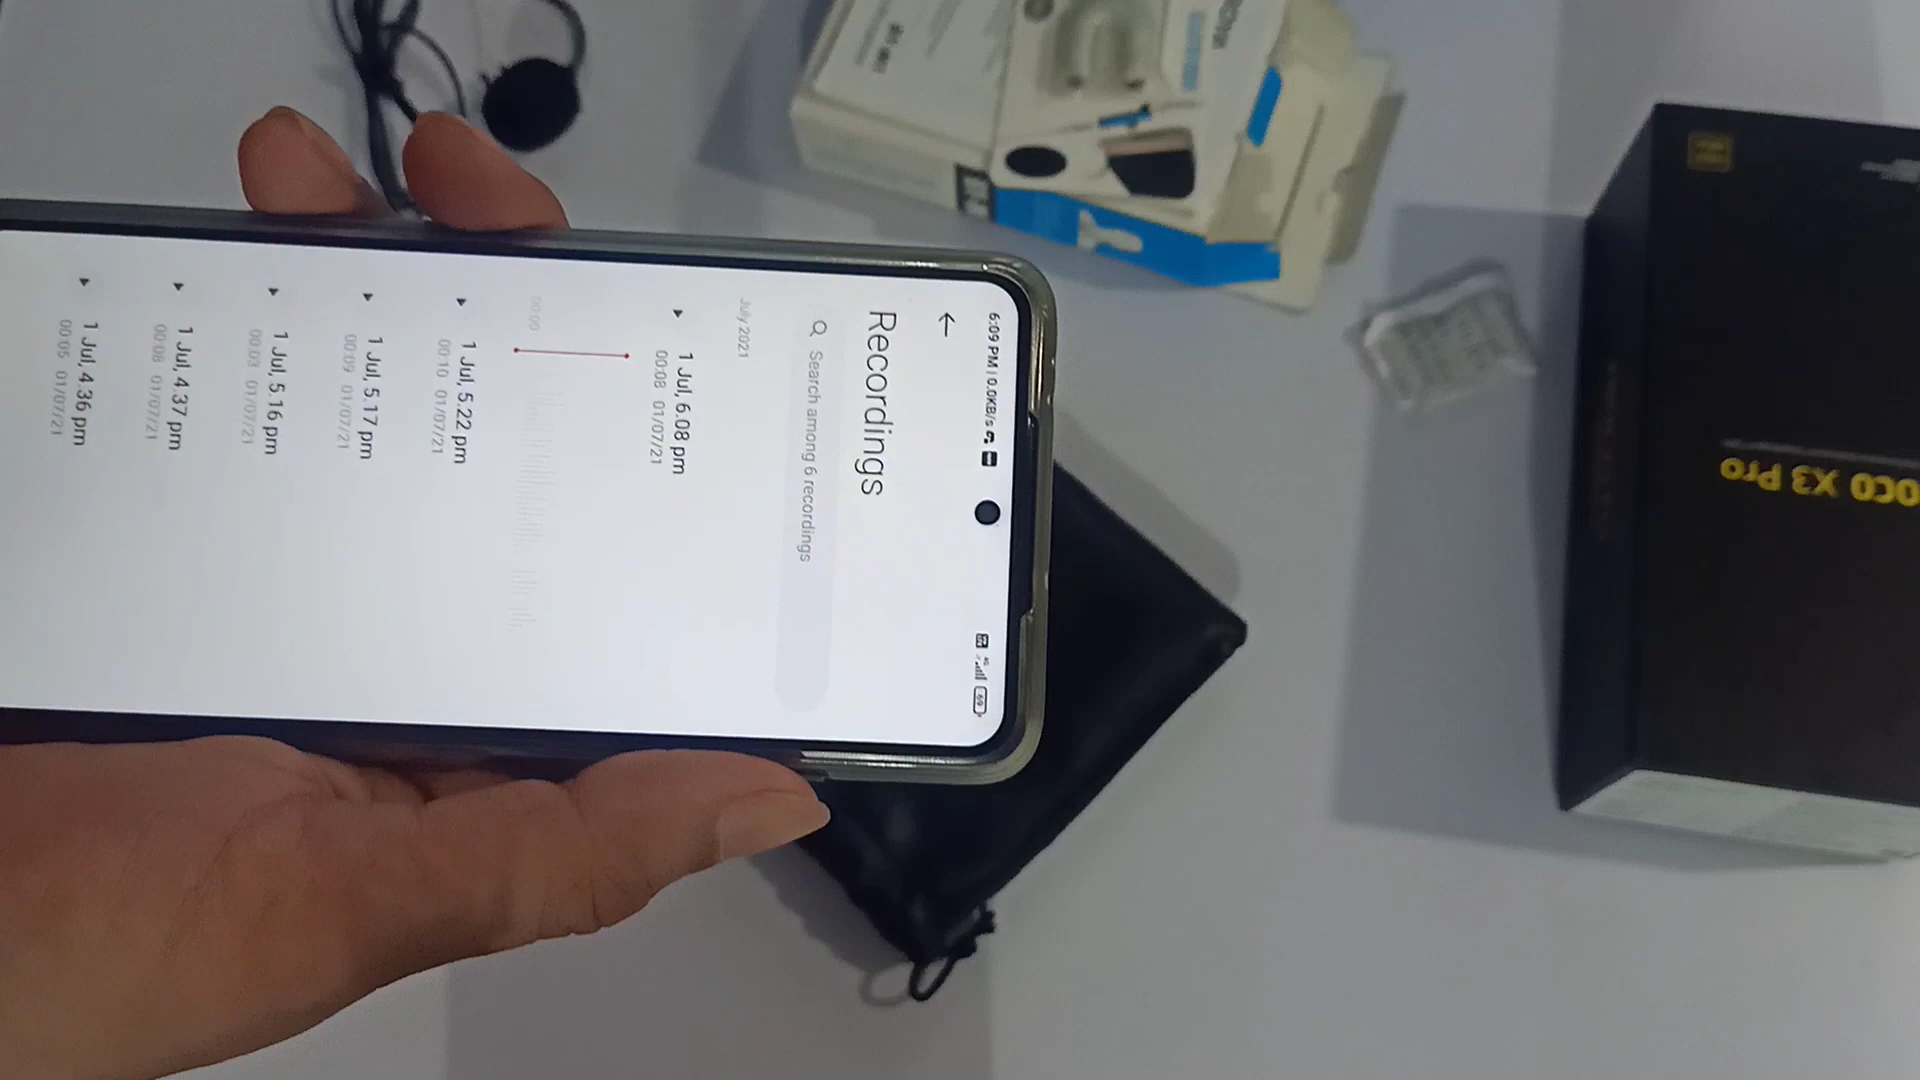 6:09 PM | 0.0KB/s
69
Recordings
Search among 6 recordings
July 2021
1 Jul, 6.08 pm
00:08 01/07/21
00:00
1 Jul, 5.22 pm
00:10 01/07/21
1 Jul, 5.17 pm
00:09 01/07/21
1 Jul, 5.16 pm
00:03 01/07/21
1 Jul, 4.37 pm
00:08 01/07/21
1 Jul, 4.36 pm
00:05 01/07/21
OCO X3 Pro